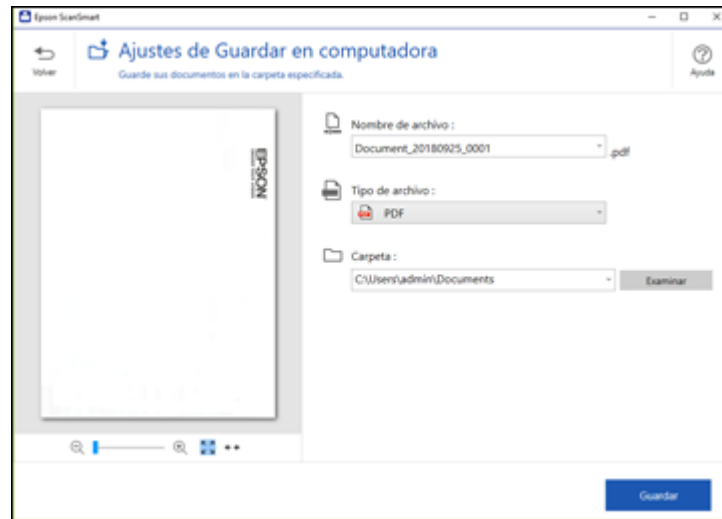 Epson ScanSmart
Volver
Ajustes de Guardar en computadora
Guarde sus documentos en la carpeta especificada.
Ayuda
EPSON
Nombre de archivo :
Document_20180925_0001
.pdf
Tipo de archivo :
PDF
Carpeta :
C:\Users\admin\Documents
Examinar
Guardar